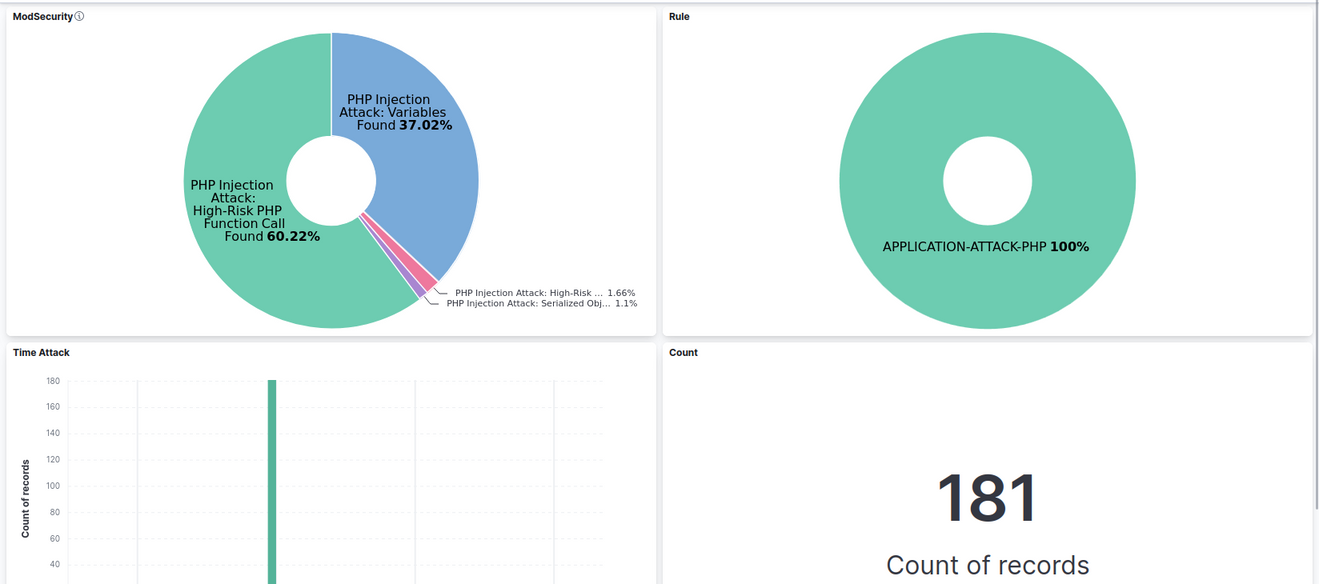 ModSecurity
Rule
PHP Injection
Attack: Variables
Found 37.02%
PHP Injection
Attack:
High-Risk PHP
Function Call
Found 60.22%
PHP Injection Attack: High-Risk ... 1.66%
PHP Injection Attack: Serialized Obj... 1.1%
APPLICATION-ATTACK-PHP 100%
Time Attack
Count
180
160
140
120
100
80
60
40
Count of records
181
Count of records